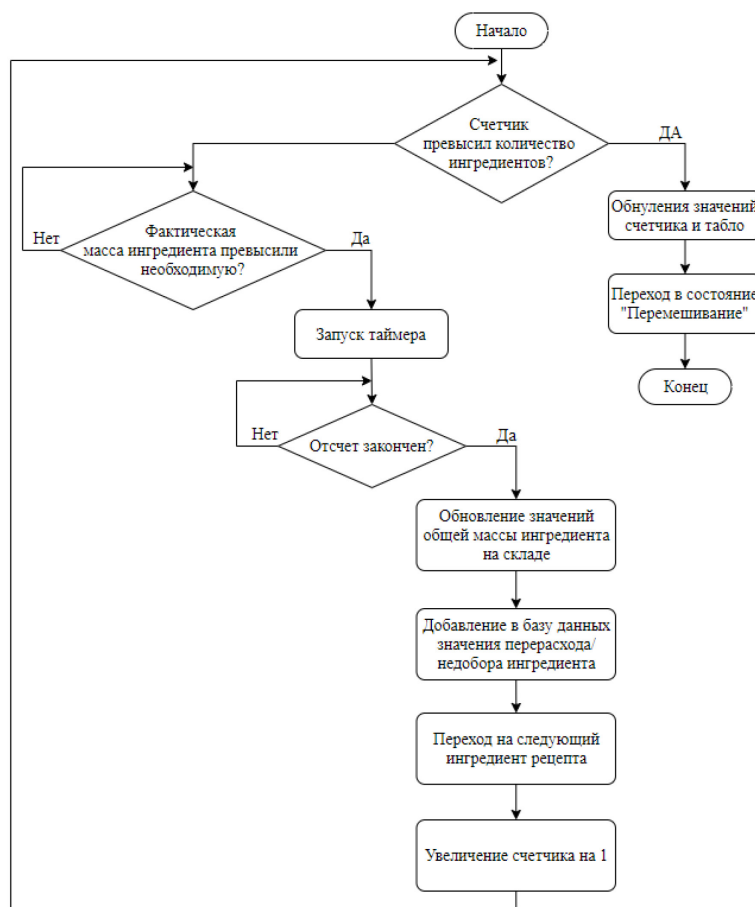 Начало
Счетчик
превысил количество
ингредиентов?
ДА
Обнуления значений
счетчика и табло
Переход в состояние
"Перемешивание"
Конец
Фактическая
масса ингредиента превысили
необходимую?
Нет
Да
Запуск таймера
Отсчет закончен?
Нет
Да
Обновление значений
общей массы ингредиента
на складе
Добавление в базу данных
значения перерасхода/
недобора ингредиента
Переход на следующий
ингредиент рецепта
Увеличение счетчика на 1